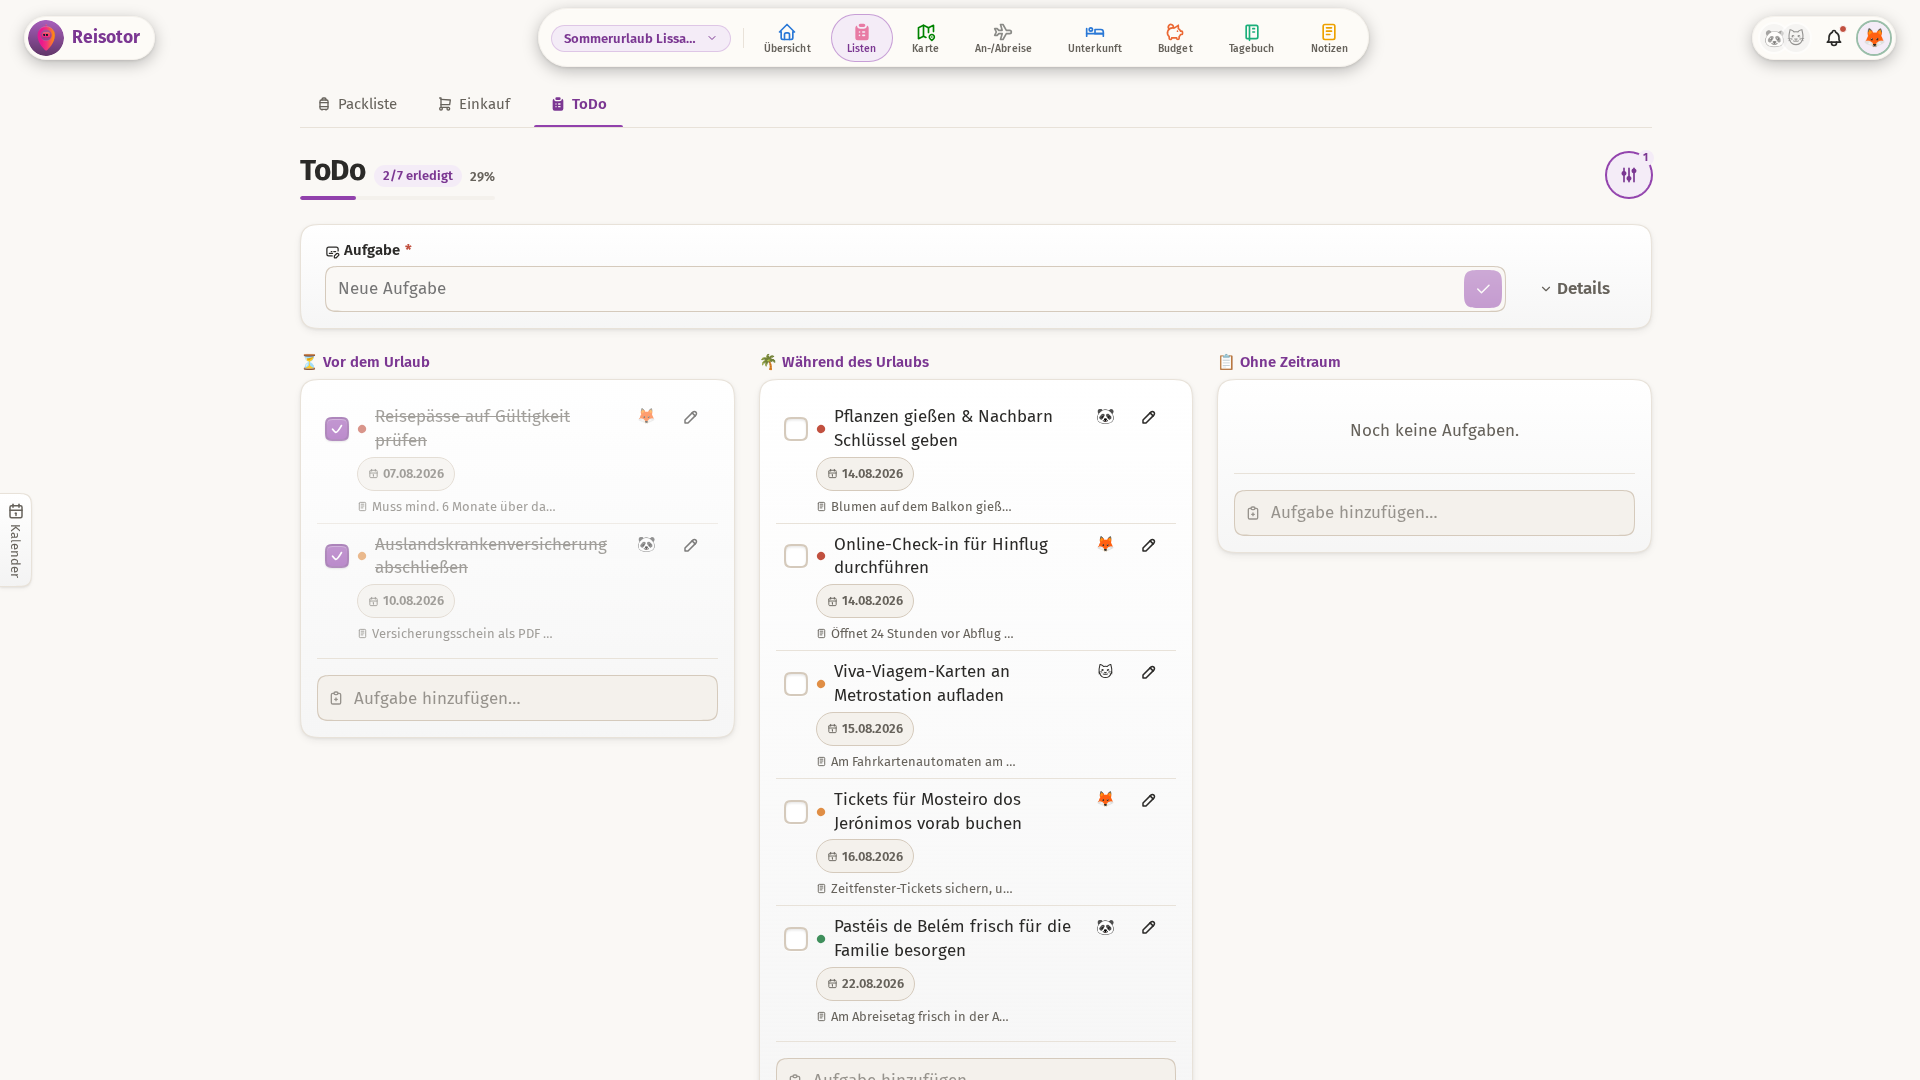 Reisotor
Sommerurlaub Lissa...
Übersicht
Listen
Karte
An-/Abreise
Unterkunft
Budget
Tagebuch
Notizen
Packliste
Einkauf
ToDo
ToDo
2/7 erledigt
29%
1
Aufgabe *
Neue Aufgabe
Details
Kalender
⏳ Vor dem Urlaub
Reisepässe auf Gültigkeit
prüfen
07.08.2026
Muss mind. 6 Monate über da...
Auslandskrankenversicherung
abschließen
10.08.2026
Versicherungsschein als PDF ...
Aufgabe hinzufügen...
🌴 Während des Urlaubs
Pflanzen gießen & Nachbarn
Schlüssel geben
14.08.2026
Blumen auf dem Balkon gieß...
Online-Check-in für Hinflug
durchführen
14.08.2026
Öffnet 24 Stunden vor Abflug ...
Viva-Viagem-Karten an
Metrostation aufladen
15.08.2026
Am Fahrkartenautomaten am ...
Tickets für Mosteiro dos
Jerónimos vorab buchen
16.08.2026
Zeitfenster-Tickets sichern, u...
Pastéis de Belém frisch für die
Familie besorgen
22.08.2026
Am Abreisetag frisch in der A...
Aufgabe hinzufügen...
📋 Ohne Zeitraum
Noch keine Aufgaben.
Aufgabe hinzufügen...